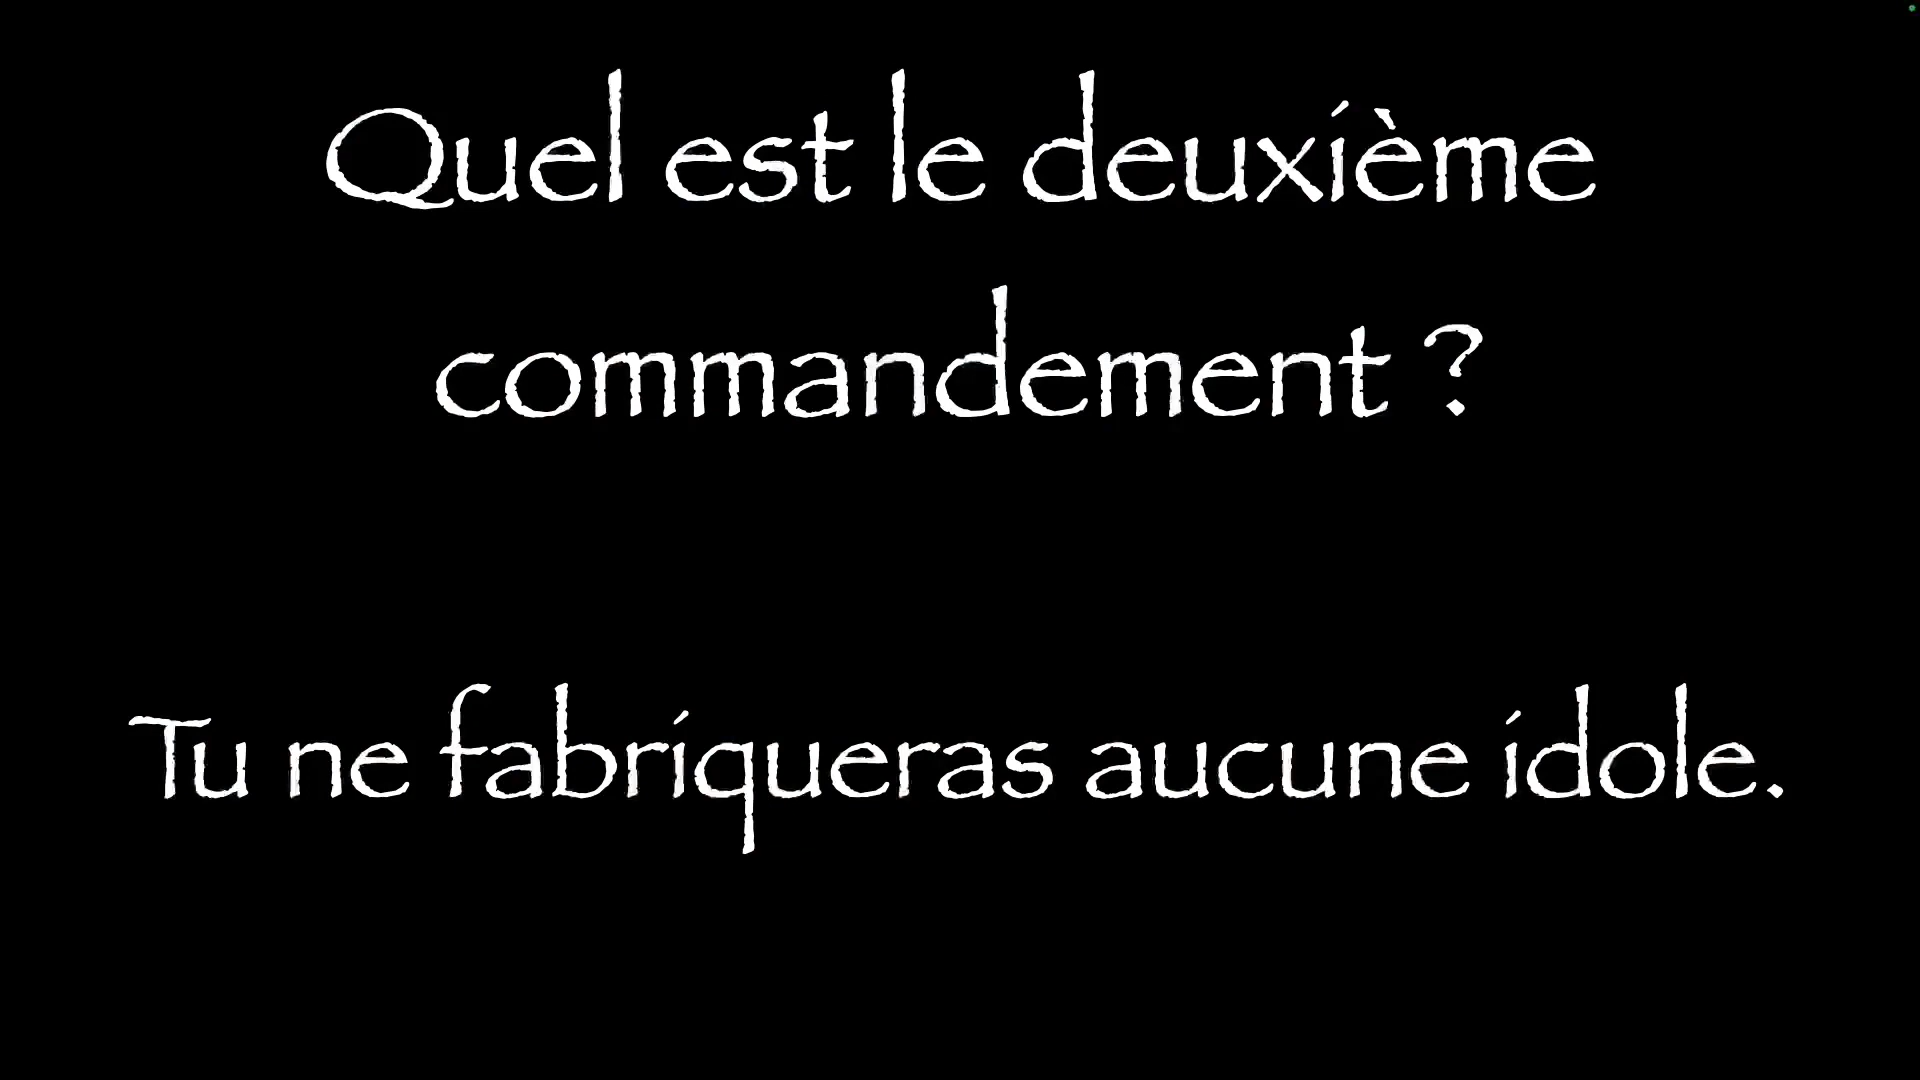 Quel est le deuxième
commandement ?
Tu ne fabriqueras aucune idole.